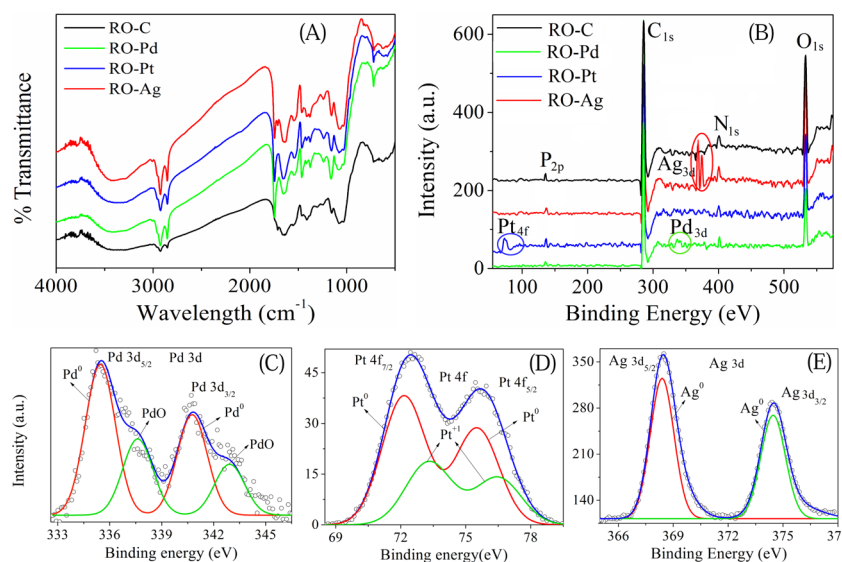 (A)
RO-C
RO-Pd
RO-Pt
RO-Ag
% Transmittance
4000 3000 2000 1000
Wavelength (cm-1)
(B)
RO-C
RO-Pd
RO-Pt
RO-Ag
C1s
O1s
N1s
Ag3d
P2p
Pt4f
Pd3d
Intensity (a.u.)
600
400
200
0
100 200 300 400 500
Binding Energy (eV)
(C)
Pd 3d5/2
Pd 3d
Pd0
PdO
Pd 3d3/2
Pd0
PdO
Intensity (a.u.)
333 336 339 341 345
Binding energy (eV)
(D)
Pt 4f7/2
Pt 4f
Pt 4f5/2
Pt0
Pt0
Pt+1
45
30
15
0
69 72 75 78
Binding energy(eV)
(E)
Ag 3d5/2
Ag 3d
Ag0
Ag0
Ag 3d3/2
350
280
210
140
366 369 372 375 37
Binding energy (eV)